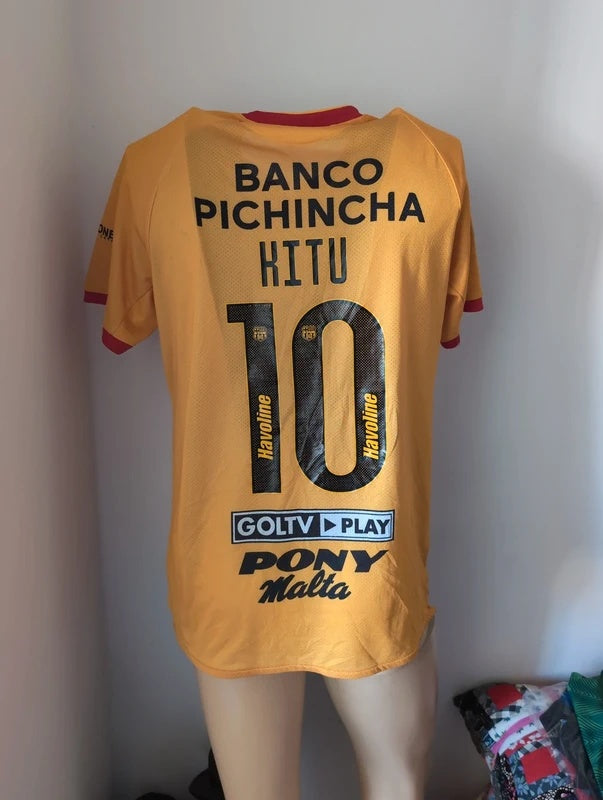 BANCO
PICHINCHA
KITU
10
Havoline
Havoline
GOLTV PLAY
PONY
Malta